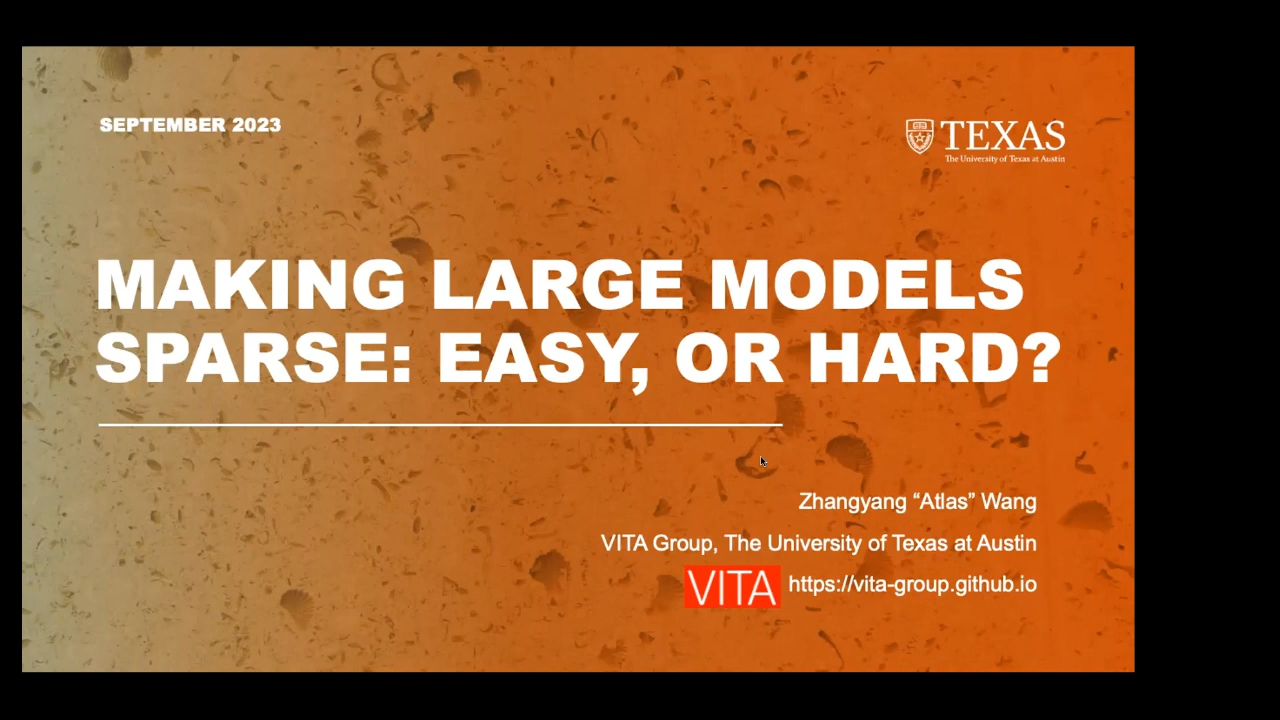 SEPTEMBER 2023
TEXAS
The University of Texas at Austin
MAKING LARGE MODELS
SPARSE: EASY, OR HARD?
Zhangyang “Atlas” Wang
VITA Group, The University of Texas at Austin
VITA https://vita-group.github.io